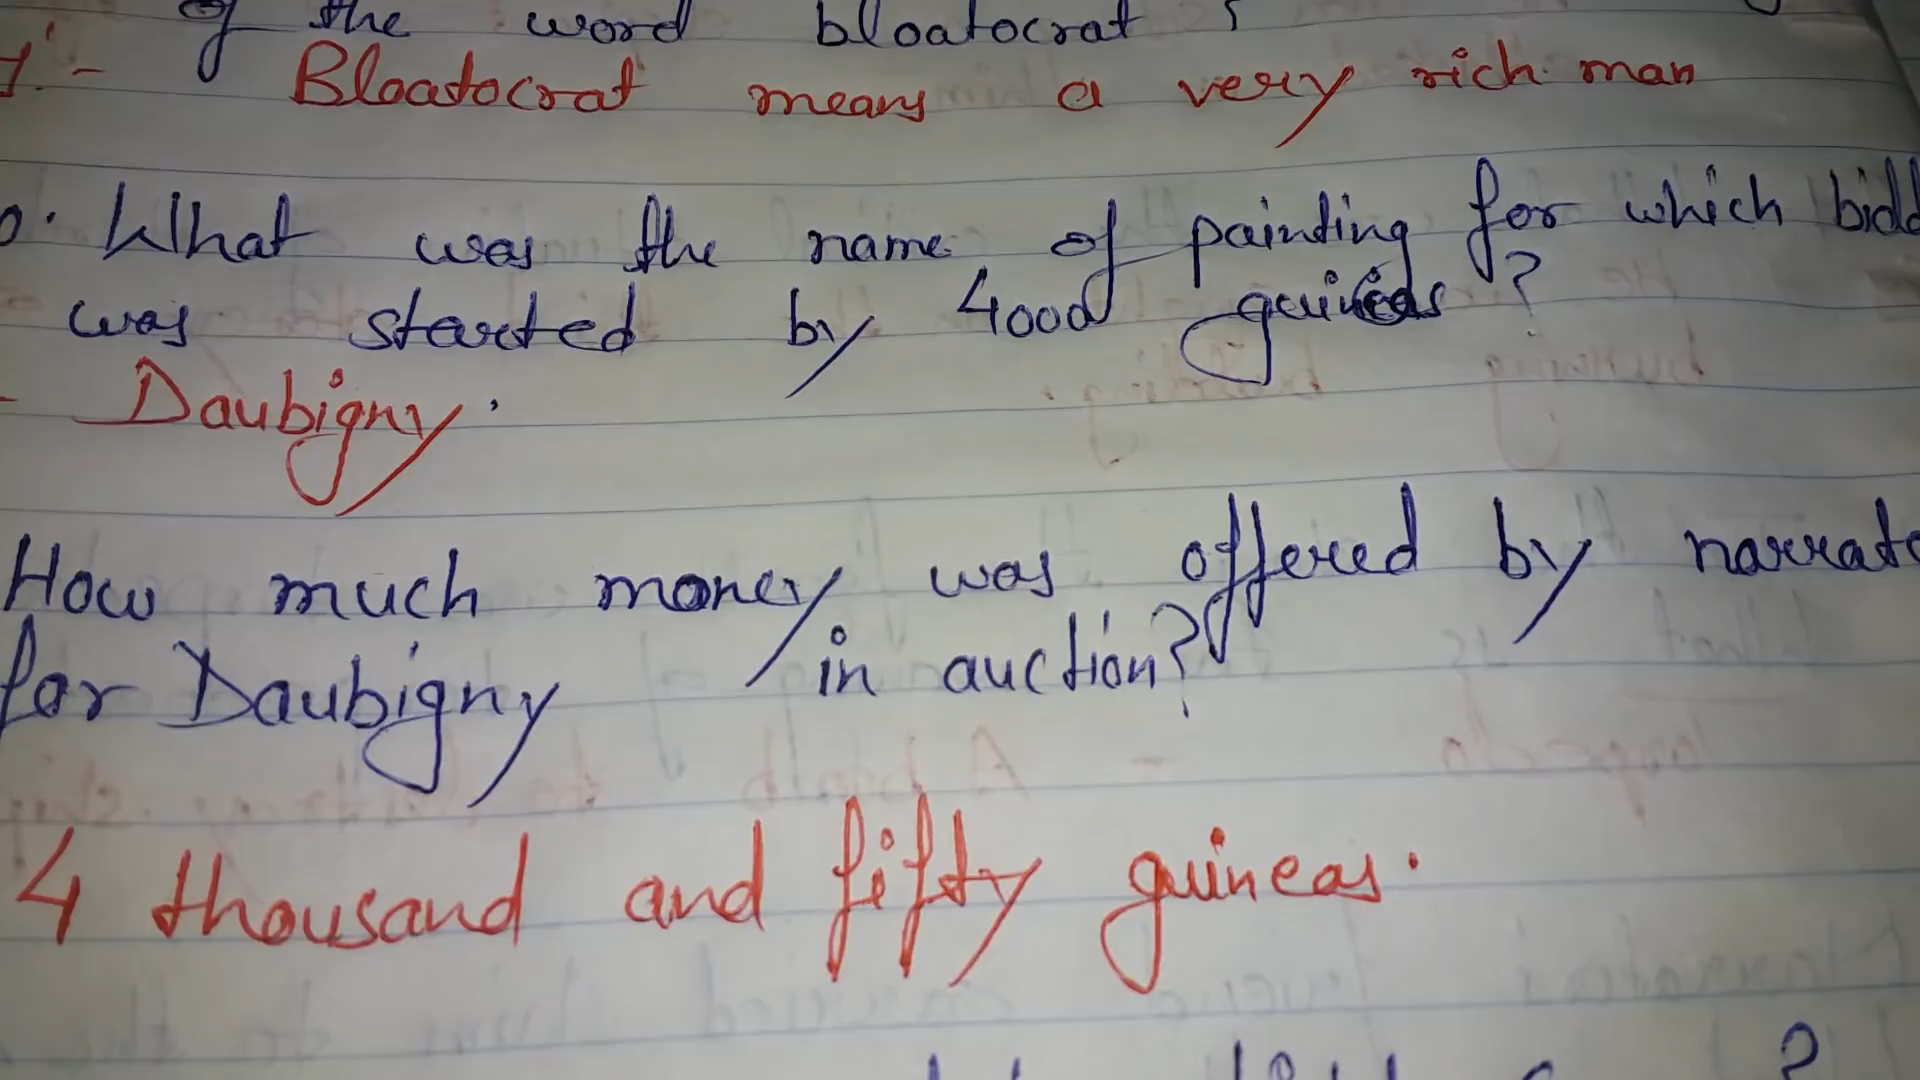 of the word bloatocrat ?
1.- Bloatocrat means a very rich man
What was the name of painting for which bidd
was started by 4000 guineas ?
- Daubigny.
How much money was offered by narrato
for Daubigny in auction?
4 thousand and fifty guineas.
?